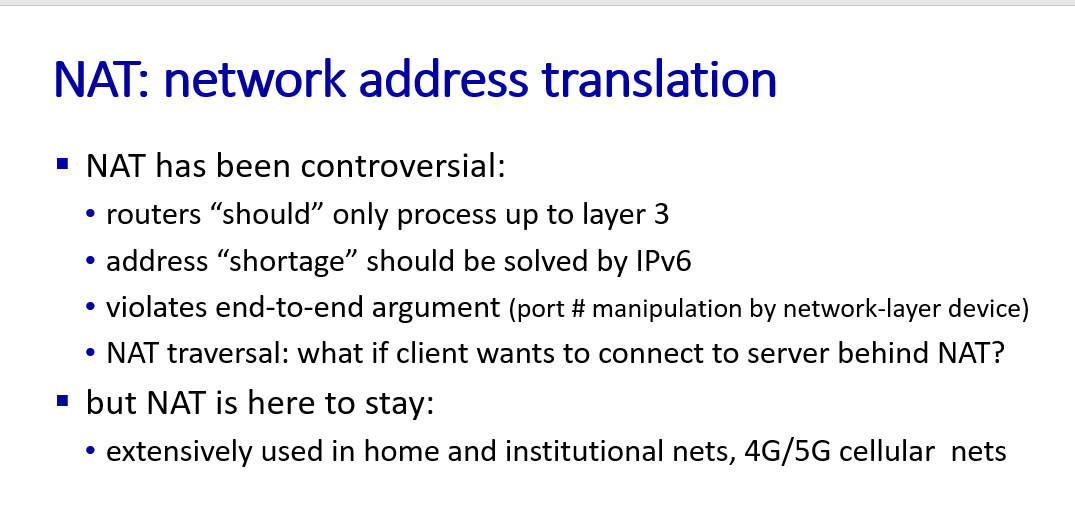 NAT: network address translation
▪ NAT has been controversial:
• routers “should” only process up to layer 3
• address “shortage” should be solved by IPv6
• violates end-to-end argument (port # manipulation by network-layer device)
• NAT traversal: what if client wants to connect to server behind NAT?
▪ but NAT is here to stay:
• extensively used in home and institutional nets, 4G/5G cellular  nets